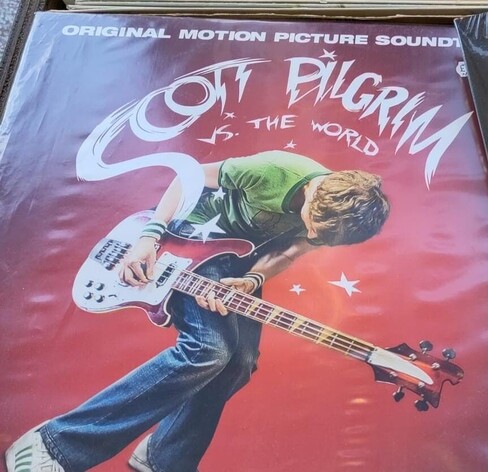 ORIGINAL MOTION PICTURE SOUNDT
SCOTT PILGRIM
VS. THE WORLD